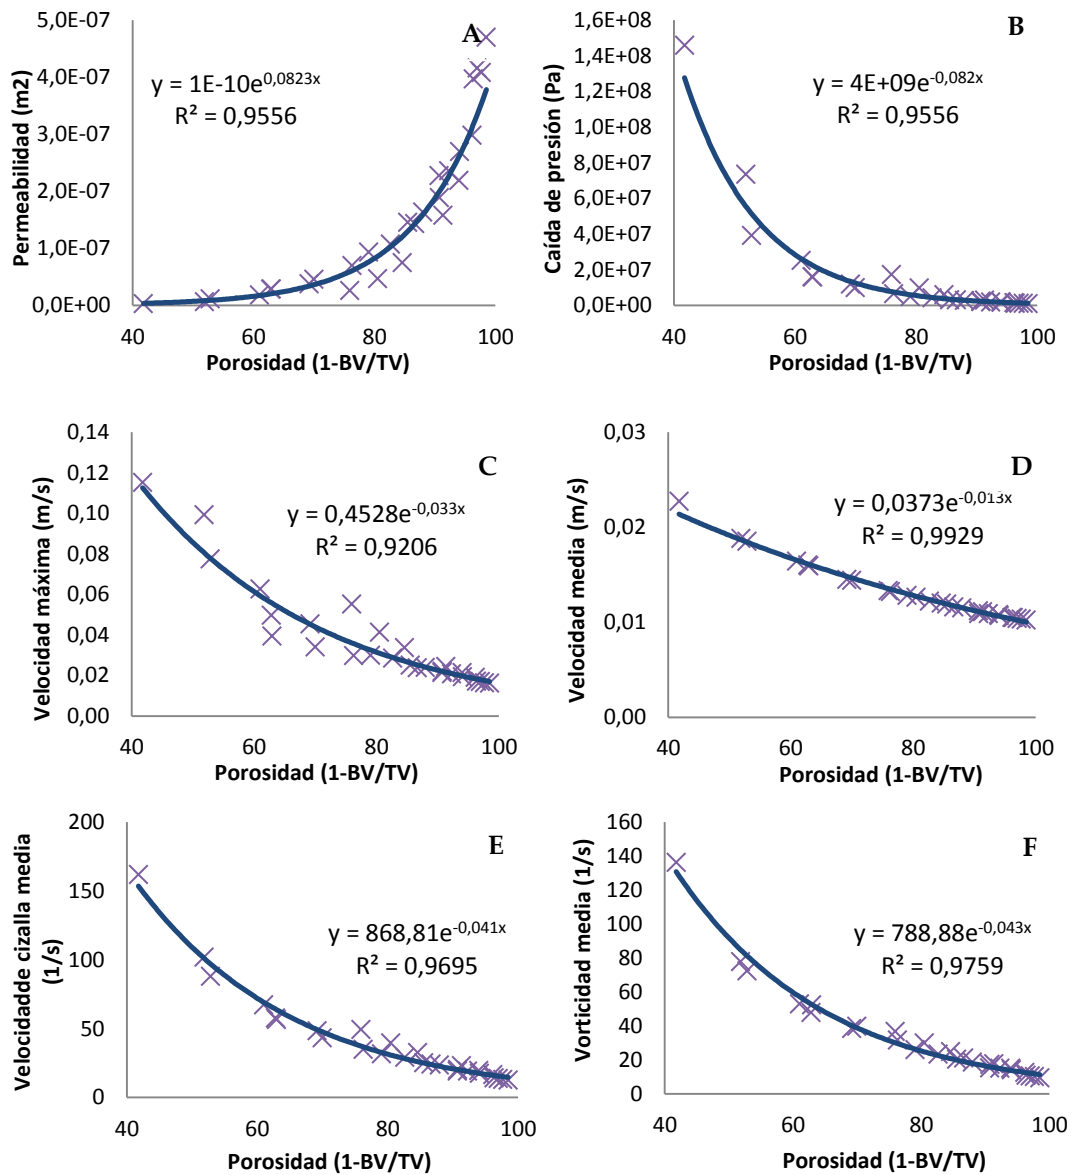 A
Permeabilidad (m2)
5,0E-07
4,0E-07
3,0E-07
2,0E-07
1,0E-07
0,0E+00
y = 1E-10e^0,0823x
R² = 0,9556
40 60 80 100
Porosidad (1-BV/TV)
B
Caída de presión (Pa)
1,6E+08
1,4E+08
1,2E+08
1,0E+08
8,0E+07
6,0E+07
4,0E+07
2,0E+07
0,0E+00
y = 4E+09e^-0,082x
R² = 0,9556
40 60 80 100
Porosidad (1-BV/TV)
C
Velocidad máxima (m/s)
0,14
0,12
0,10
0,08
0,06
0,04
0,02
0,00
y = 0,4528e^-0,033x
R² = 0,9206
40 60 80 100
Porosidad (1-BV/TV)
D
Velocidad media (m/s)
0,03
0,02
0,01
0,00
y = 0,0373e^-0,013x
R² = 0,9929
40 60 80 100
Porosidad (1-BV/TV)
E
Velocidadde cizalla media
(1/s)
200
150
100
50
0
y = 868,81e^-0,041x
R² = 0,9695
40 60 80 100
Porosidad (1-BV/TV)
F
Vorticidad media (1/s)
160
140
120
100
80
60
40
20
0
y = 788,88e^-0,043x
R² = 0,9759
40 60 80 100
Porosidad (1-BV/TV)